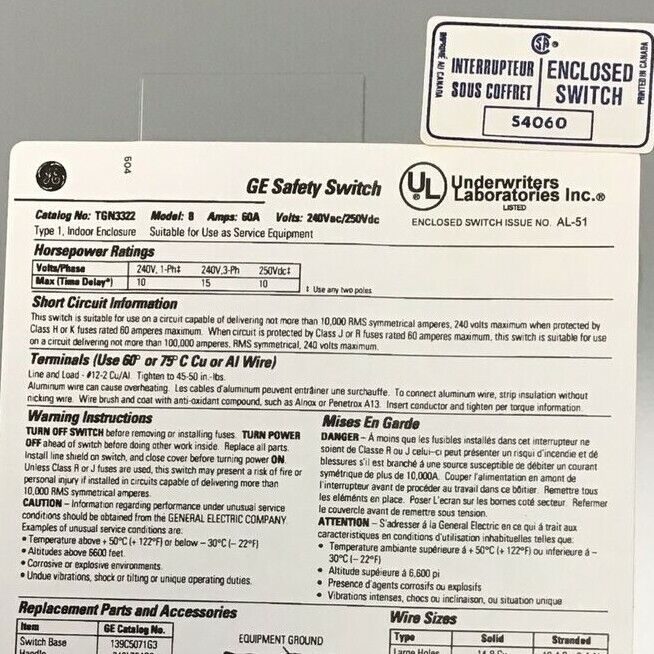 CSA ®
IMPRIMÉ AU CANADA
INTERRUPTEUR SOUS COFFRET
ENCLOSED SWITCH
PRINTED IN CANADA
S4060
604
GE
GE Safety Switch
UL ®
Underwriters
Laboratories Inc.®
LISTED
ENCLOSED SWITCH ISSUE NO. AL-51
Catalog No: TGN3322 Model: 8 Amps: 60A Volts: 240Vac/250Vdc
Type 1, Indoor Enclosure Suitable for Use as Service Equipment
Horsepower Ratings
Volts/Phase 240V, 1-Ph‡ 240V,3-Ph 250Vdc‡
Max (Time Delay*) 10 15 10
‡ Use any two poles
Short Circuit Information
This switch is suitable for use on a circuit capable of delivering not more than 10,000 RMS symmetrical amperes, 240 volts maximum when protected by
Class H or K fuses rated 60 amperes maximum. When circuit is protected by Class J or R fuses rated 60 amperes maximum, this switch is suitable for use
on a circuit delivering not more than 100,000 amperes, RMS symmetrical, 240 volts maximum.
Terminals (Use 60° or 75° C Cu or Al Wire)
Line and Load - #12-2 Cu/Al. Tighten to 45-50 in.-lbs.
Aluminum wire can cause overheating. Les cables d'aluminum peuvent entràiner une surchauffe. To connect aluminum wire, strip insulation without
nicking wire. Wire brush and coat with anti-oxidant compound, such as Alnox or Penetrox A13. Insert conductor and tighten per torque information.
Warning Instructions
TURN OFF SWITCH before removing or installing fuses. TURN POWER
OFF ahead of switch before doing other work inside. Replace all parts.
Install line shield on switch, and close cover before turning power ON.
Unless Class R or J fuses are used, this switch may present a risk of fire or
personal injury if installed in circuits capable of delivering more than
10,000 RMS symmetrical amperes.
CAUTION – Information regarding performance under unusual service
conditions should be obtained from the GENERAL ELECTRIC COMPANY.
Examples of unusual service conditions are:
• Temperature above + 50°C (+ 122°F) or below – 30°C (– 22°F)
• Altitudes above 6600 feet.
• Corrosive or explosive environments.
• Undue vibrations, shock or tilting or unique operating duties.
Mises En Garde
DANGER – À moins que les fusibles installés dans cet interrupteur ne
soient de Classe R ou J celui-ci peut présenter un risqui d'incendie et dè
blessures s'il est branché à une source susceptible de débiter un courant
symétrique de plus de 10,000A. Couper l'alimentation en amont de
l'interrupteur avant de procéder au travail dans ce bôitier. Remettre tous
les éléments en place. Poser L'ecran sur les bornes coté secteur. Refermer
le couvercle avant de remettre sous tension.
ATTENTION – S'adresser á la General Electric en ce qui á trait aux
caractéristiques en conditions d'utilisation inhabituelles telles que:
• Température ambiante supérieure á + 50°C (+ 122°F) ou inferieure á –
30°C (– 22°F)
• Altitude supérieure á 6,600 pi
• Presence d'agents corrosifs ou explosifs
• Vibrations intenses, chocs ou inclinaison, ou situation unique
Replacement Parts and Accessories
Item GE Catalog No.
Switch Base 139C5071G3
Handle
EQUIPMENT GROUND
Wire Sizes
Type Solid Stranded
Large Holes